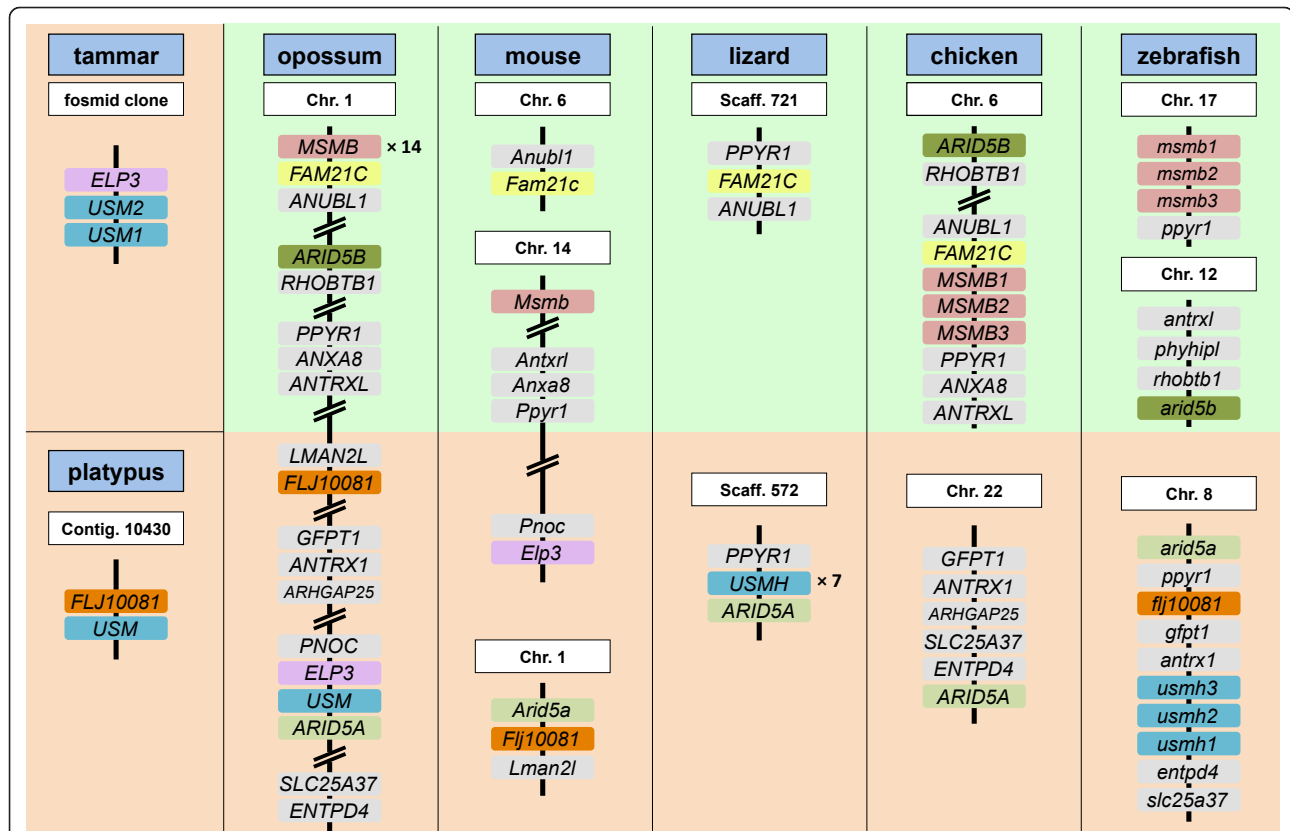 tammar
fosmid clone
ELP3
USM2
USM1
platypus
Contig. 10430
FLJ10081
USM
opossum
Chr. 1
MSMB × 14
FAM21C
ANUBL1
ARID5B
RHOBTB1
PPYR1
ANXA8
ANTRXL
LMAN2L
FLJ10081
GFPT1
ANTRX1
ARHGAP25
PNOC
ELP3
USM
ARID5A
SLC25A37
ENTPD4
mouse
Chr. 6
Anubl1
Fam21c
Chr. 14
Msmb
Antxrl
Anxa8
Ppyr1
Pnoc
Elp3
Chr. 1
Arid5a
Flj10081
Lman2l
lizard
Scaff. 721
PPYR1
FAM21C
ANUBL1
Scaff. 572
PPYR1
USMH × 7
ARID5A
chicken
Chr. 6
ARID5B
RHOBTB1
ANUBL1
FAM21C
MSMB1
MSMB2
MSMB3
PPYR1
ANXA8
ANTRXL
Chr. 22
GFPT1
ANTRX1
ARHGAP25
SLC25A37
ENTPD4
ARID5A
zebrafish
Chr. 17
msmb1
msmb2
msmb3
ppyr1
Chr. 12
antrxl
phyhipl
rhobtb1
arid5b
Chr. 8
arid5a
ppyr1
flj10081
gfpt1
antrx1
usmh3
usmh2
usmh1
entpd4
slc25a37